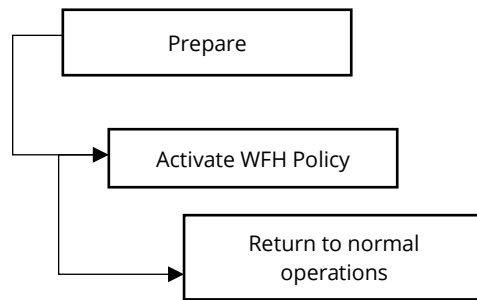 Prepare
Activate WFH Policy
Return to normal
operations